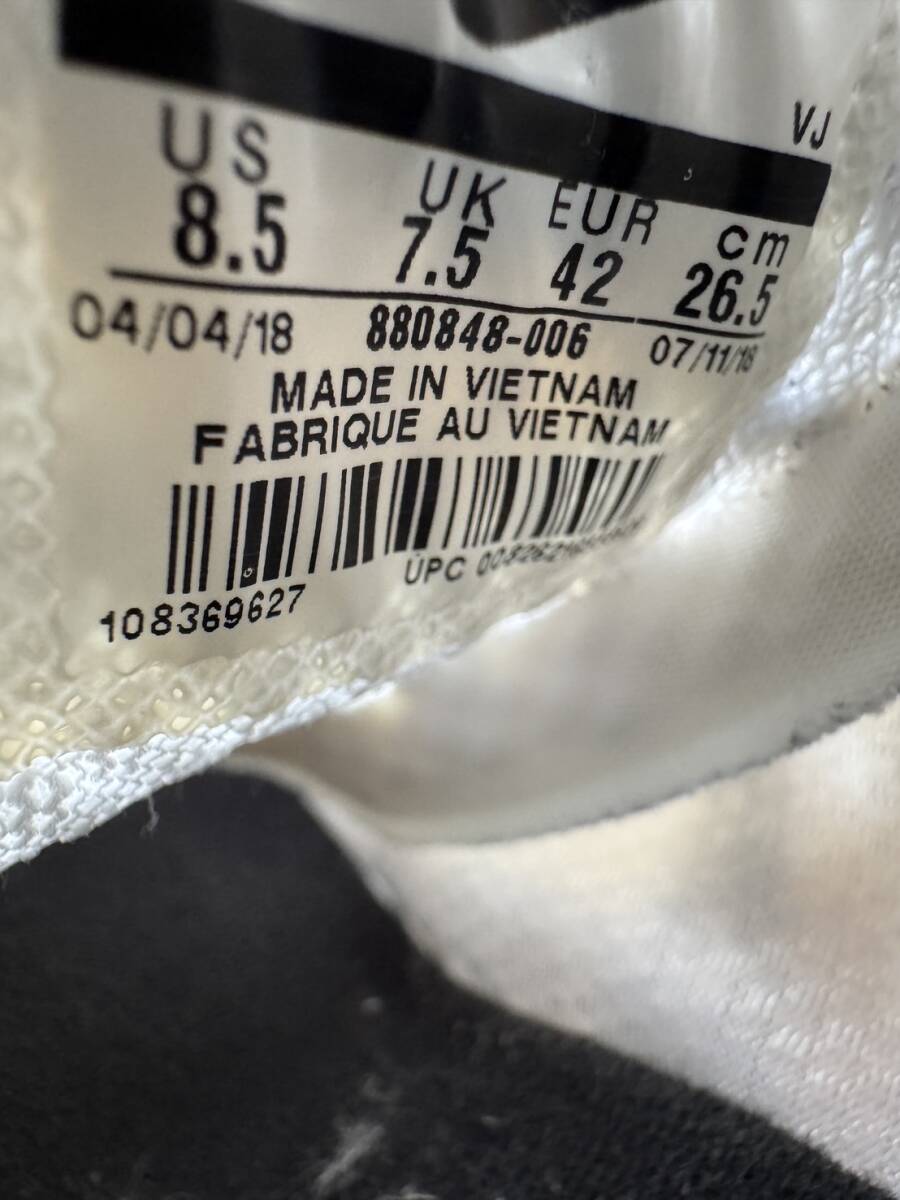 VJ
US UK EUR cm
8.5 7.5 42 26.5
04/04/18 880848-006 07/11/18
MADE IN VIETNAM
FABRIQUE AU VIETNAM
UPC
108369627